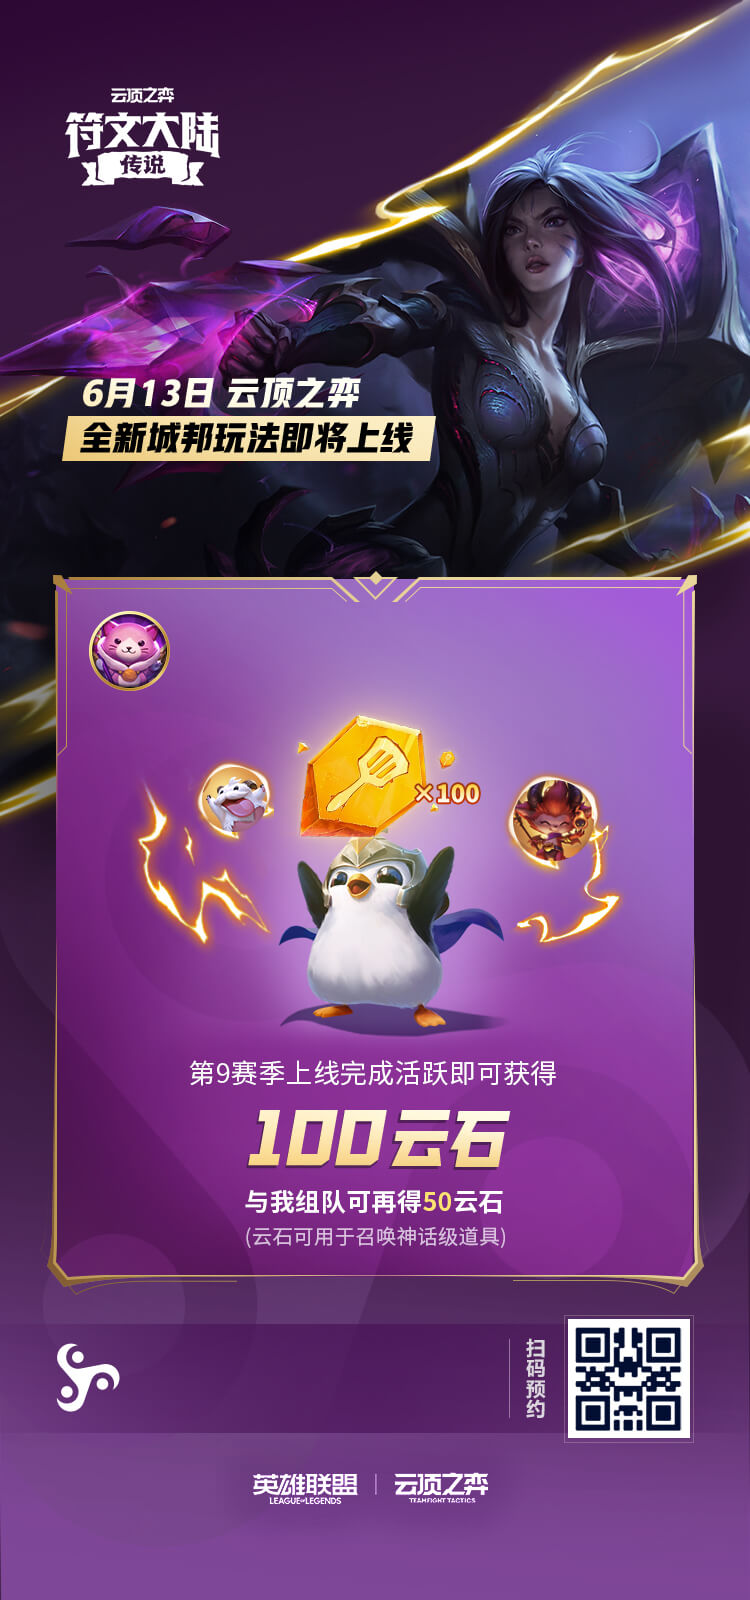 云顶之弈
符文大陆
传说
6月13日 云顶之弈
全新城邦玩法即将上线
×100
第9赛季上线完成活跃即可获得
100云石
与我组队可再得50云石
(云石可用于召唤神话级道具)
扫码预约
英雄联盟
LEAGUE OF LEGENDS
云顶之弈
TEAMFIGHT TACTICS